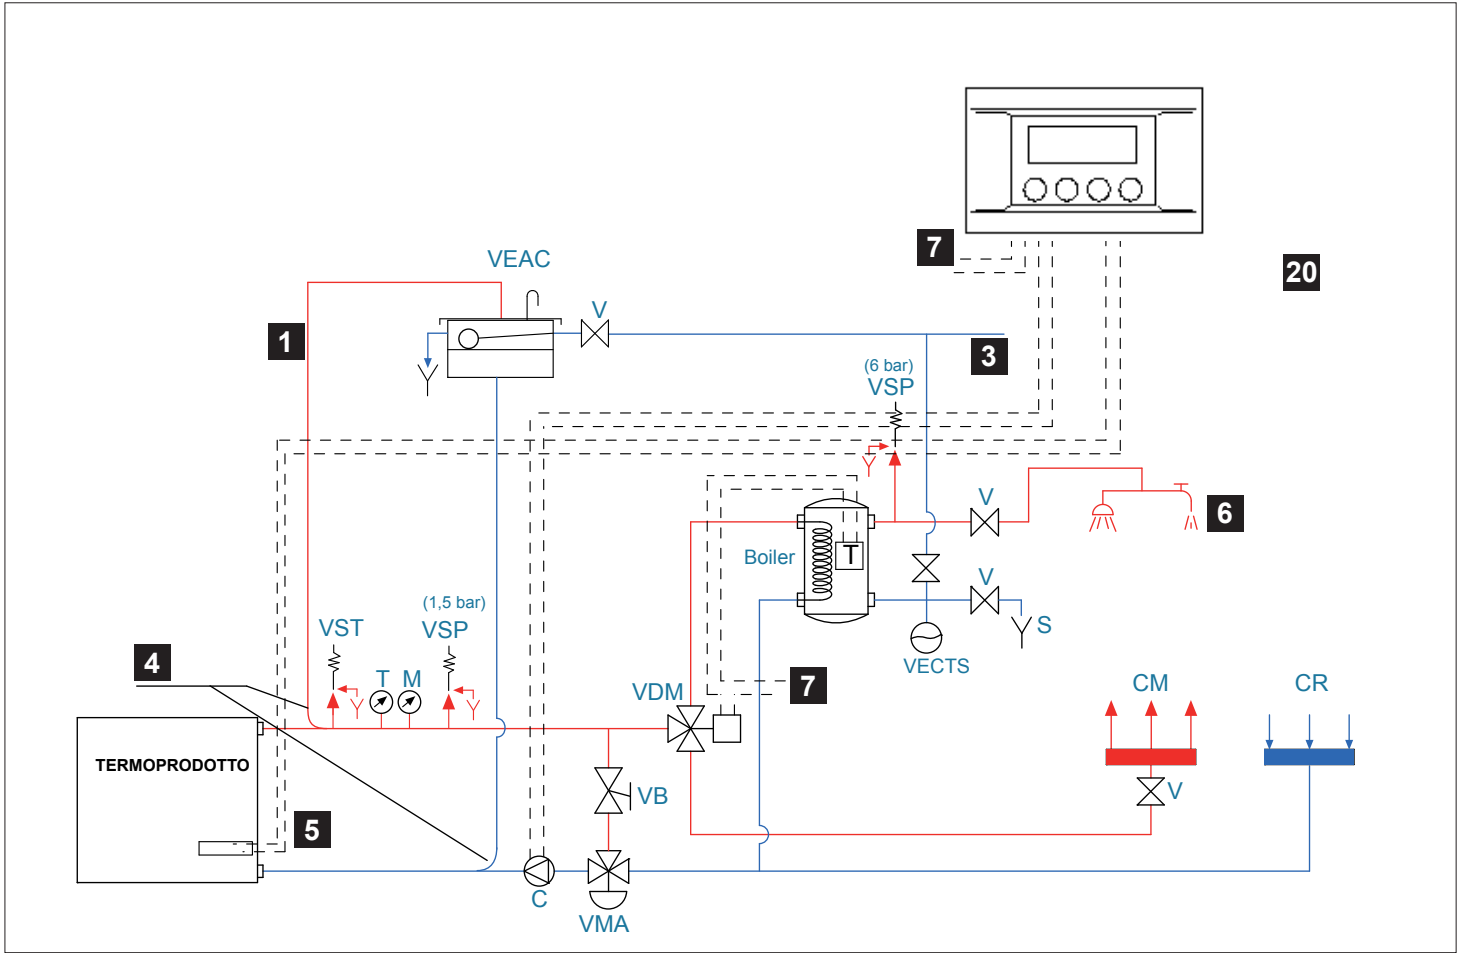 7
20
VEAC
V
1
3
(6 bar)
VSP
V
6
Boiler
T
V
(1,5 bar)
VST
VSP
S
4
T
M
VECTS
7
VDM
CM
CR
TERMOPRODOTTO
VB
V
5
C
VMA